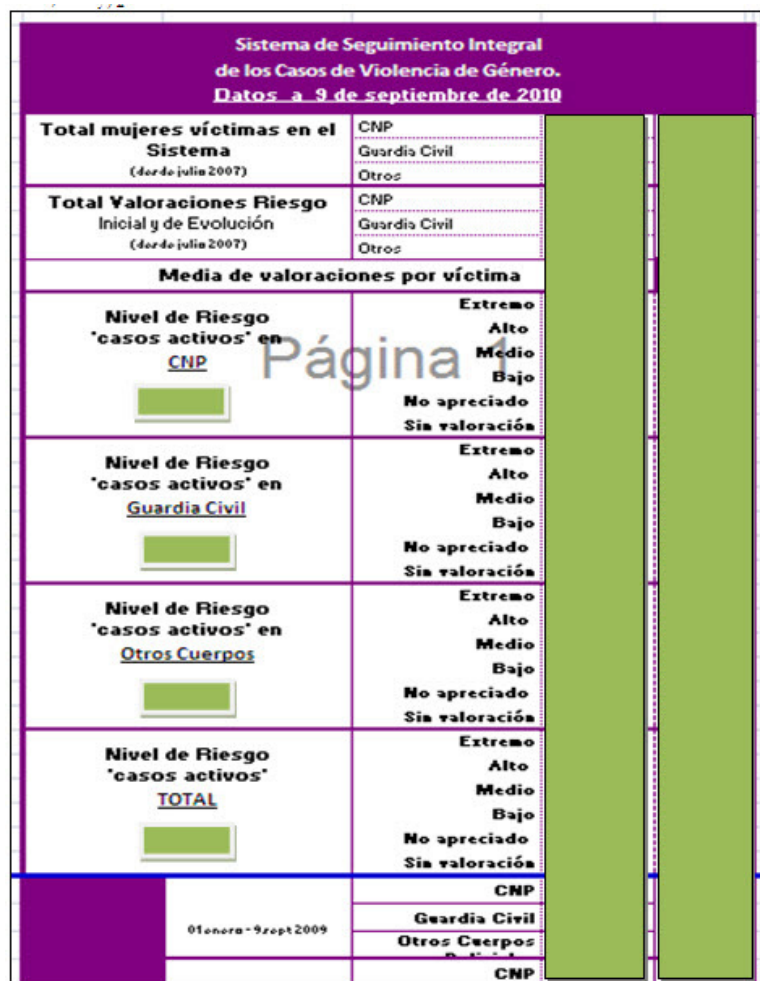 Sistema de Seguimiento Integral
de los Casos de Violencia de Género.
Datos a 9 de septiembre de 2010
Total mujeres víctimas en el
Sistema
(desde julio 2007)
CNP
Guardia Civil
Otros
Total Valoraciones Riesgo
Inicial y de Evolución
(desde julio 2007)
CNP
Guardia Civil
Otros
Media de valoraciones por víctima
Nivel de Riesgo
"casos activos" en
CNP
Extremo
Alto
Medio
Bajo
No apreciado
Sin valoración
Página 1
Nivel de Riesgo
"casos activos" en
Guardia Civil
Extremo
Alto
Medio
Bajo
No apreciado
Sin valoración
Nivel de Riesgo
"casos activos" en
Otros Cuerpos
Extremo
Alto
Medio
Bajo
No apreciado
Sin valoración
Nivel de Riesgo
"casos activos"
TOTAL
Extremo
Alto
Medio
Bajo
No apreciado
Sin valoración
01enero-9sept2009
CNP
Guardia Civil
Otros Cuerpos
CNP